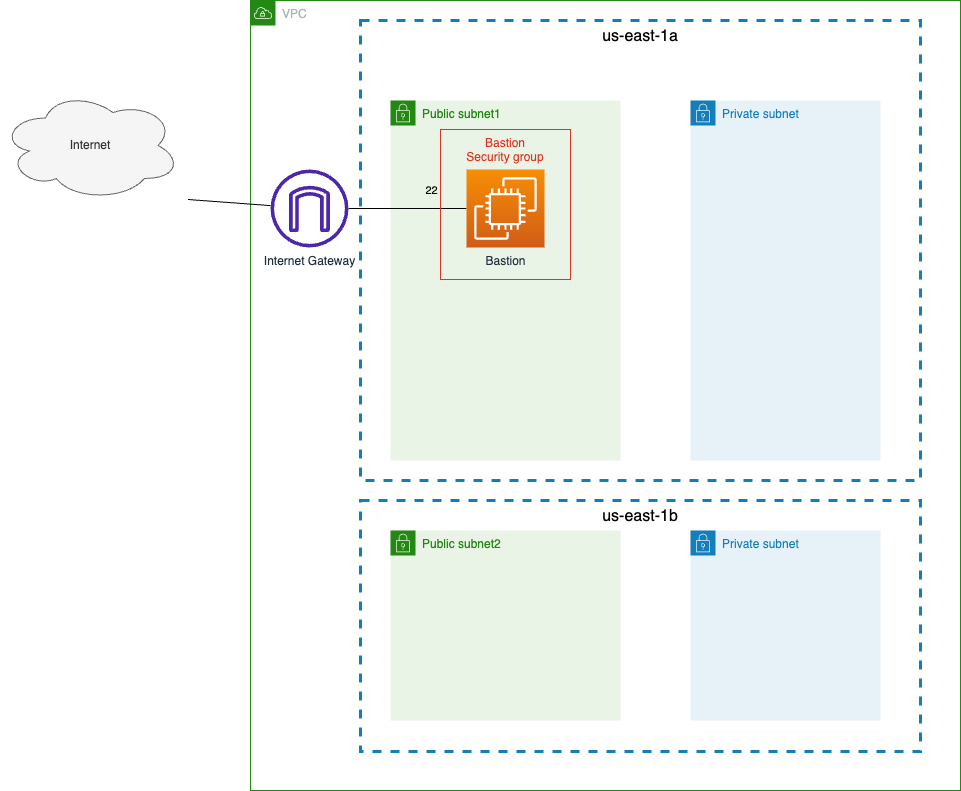 VPC
us-east-1a
Internet
Public subnet1
Private subnet
Bastion
Security group
22
Internet Gateway
Bastion
us-east-1b
Public subnet2
Private subnet